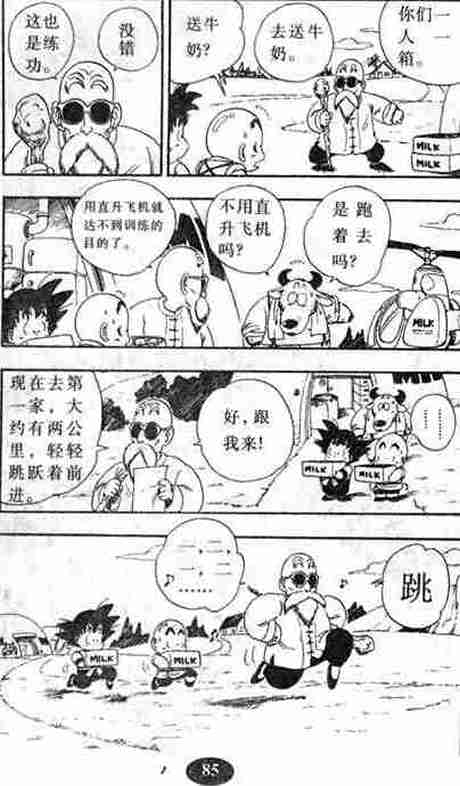 你们一
人一
箱。
MILK
MILK
去送牛
奶。
送牛
奶?
没
错
这也
是练
功。
是跑
着去
吗?
MILK
不用直
升飞机
吗?
用直升飞机就
达不到训练的
目的了。
……
MILK
MILK
好,跟
我来!
现在去第
一家,大
约有两公
里,轻轻
跳跃着前
进。
跳
一,二,
一,二
……
MILK
MILK
85